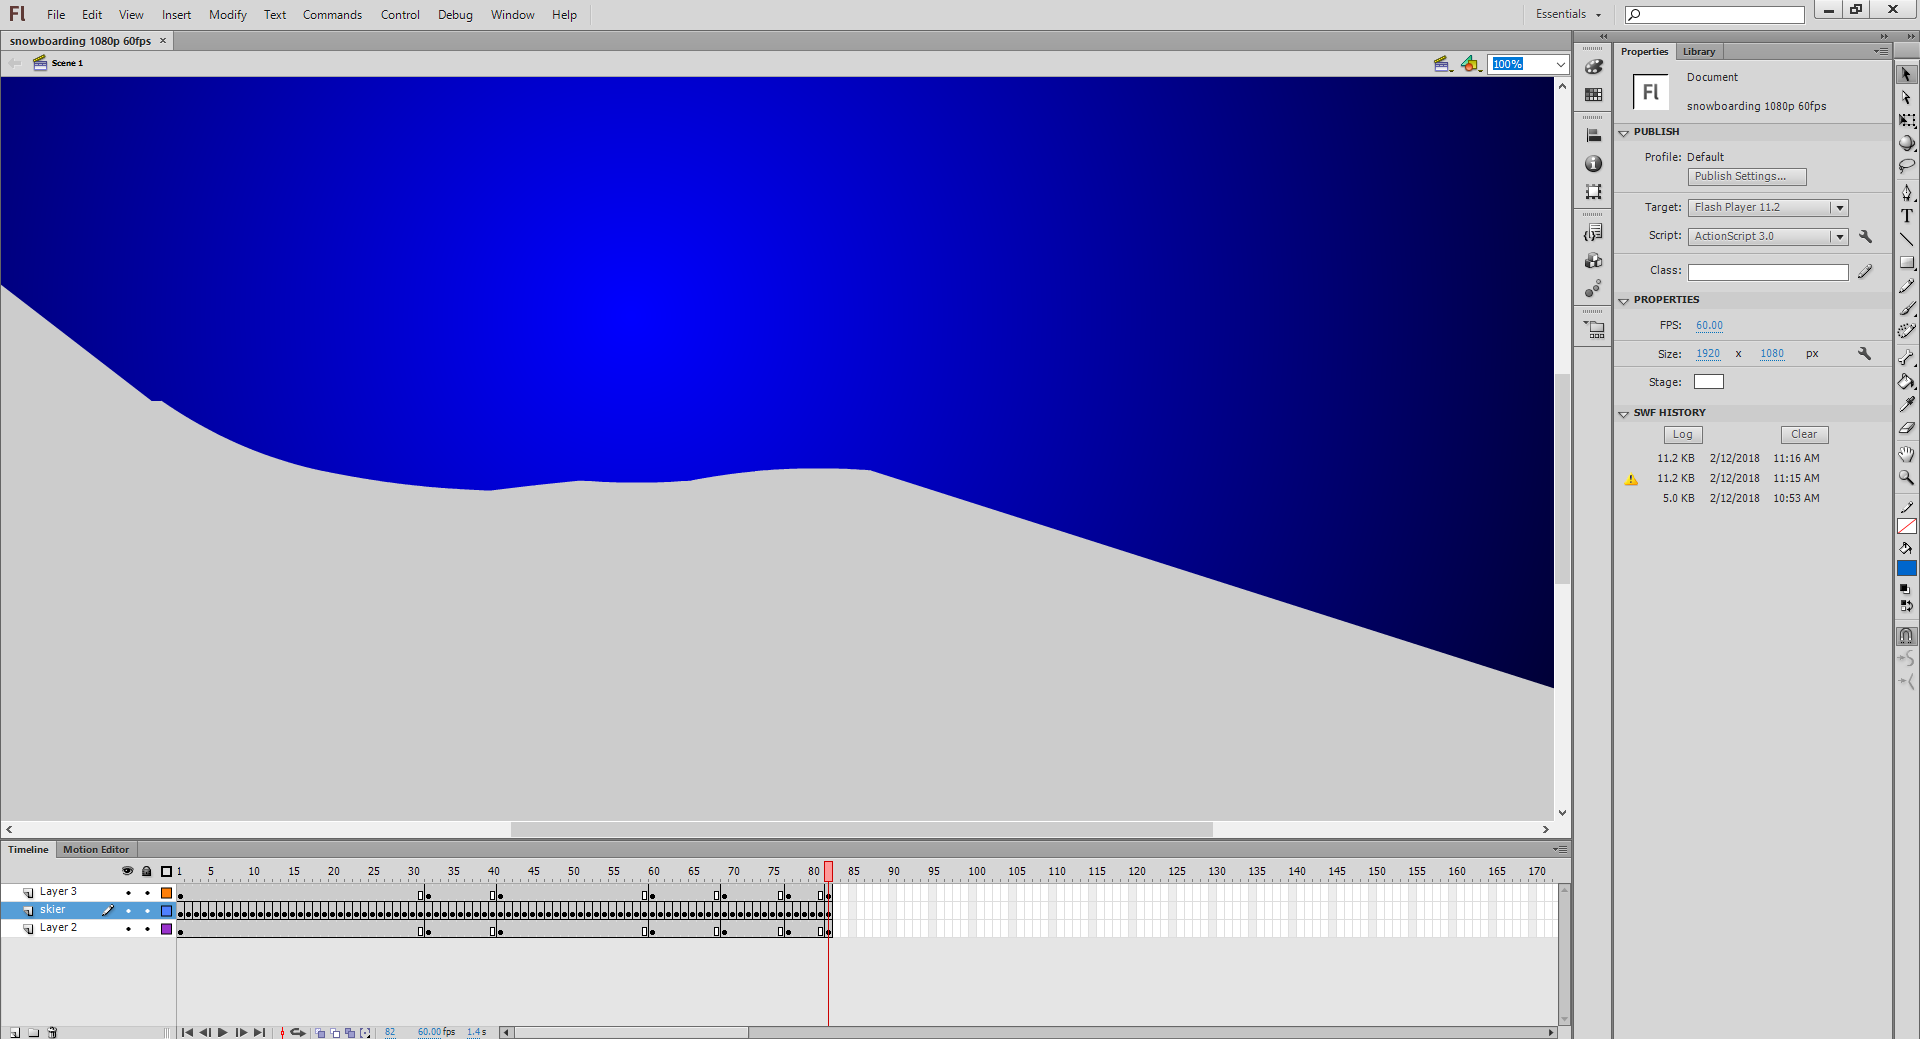 Fl File Edit View Insert Modify Text Commands Control Debug Window Help Essentials
snowboarding 1080p 60fps ×
Scene 1
100%
Properties Library
Fl
Document
snowboarding 1080p 60fps
PUBLISH
Profile: Default
Publish Settings...
Target: Flash Player 11.2
Script: ActionScript 3.0
Class:
PROPERTIES
FPS: 60.00
Size: 1920 x 1080 px
Stage:
SWF HISTORY
Log Clear
11.2 KB 2/12/2018 11:16 AM
11.2 KB 2/12/2018 11:15 AM
5.0 KB 2/12/2018 10:53 AM
T
Timeline Motion Editor
1 5 10 15 20 25 30 35 40 45 50 55 60 65 70 75 80 85 90 95 100 105 110 115 120 125 130 135 140 145 150 155 160 165 170
Layer 3
skier
Layer 2
82 60.00 fps 1.4 s